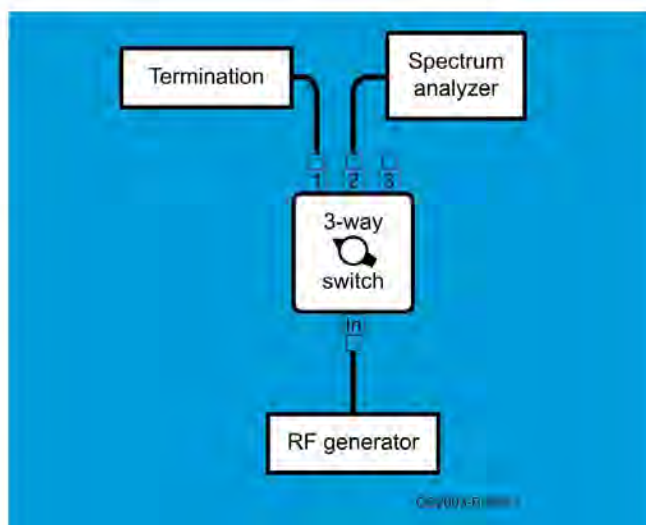 Termination
Spectrum
analyzer
1 2 3
3-way
switch
in
RF generator